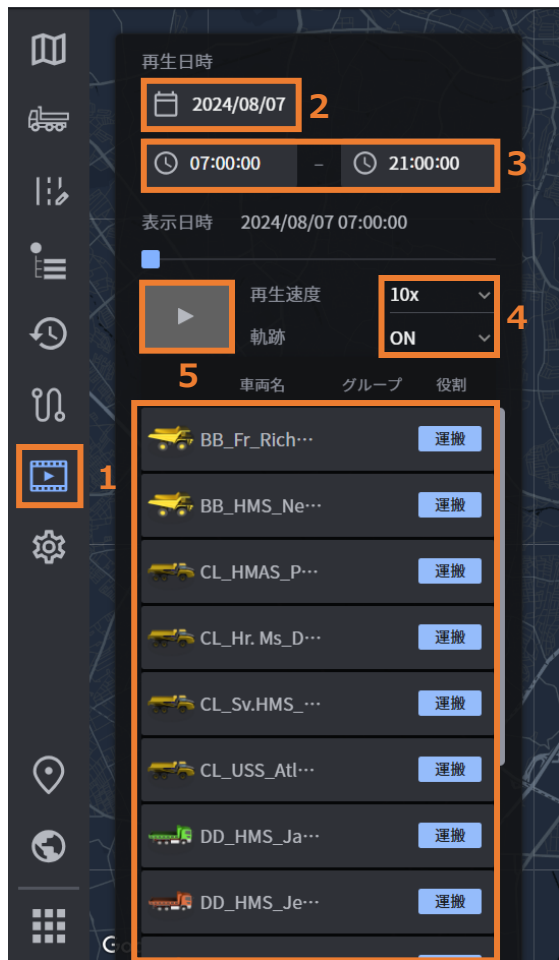 再生日時
2024/08/07 2
07:00:00 – 21:00:00 3
表示日時 2024/08/07 07:00:00
再生速度 10x
4
軌跡 ON
5
車両名 グループ 役割
BB_Fr_Rich… 運搬
1
BB_HMS_Ne… 運搬
CL_HMAS_P… 運搬
CL_Hr. Ms_D… 運搬
CL_Sv.HMS_… 運搬
CL_USS_Atl… 運搬
DD_HMS_Ja… 運搬
DD_HMS_Je… 運搬